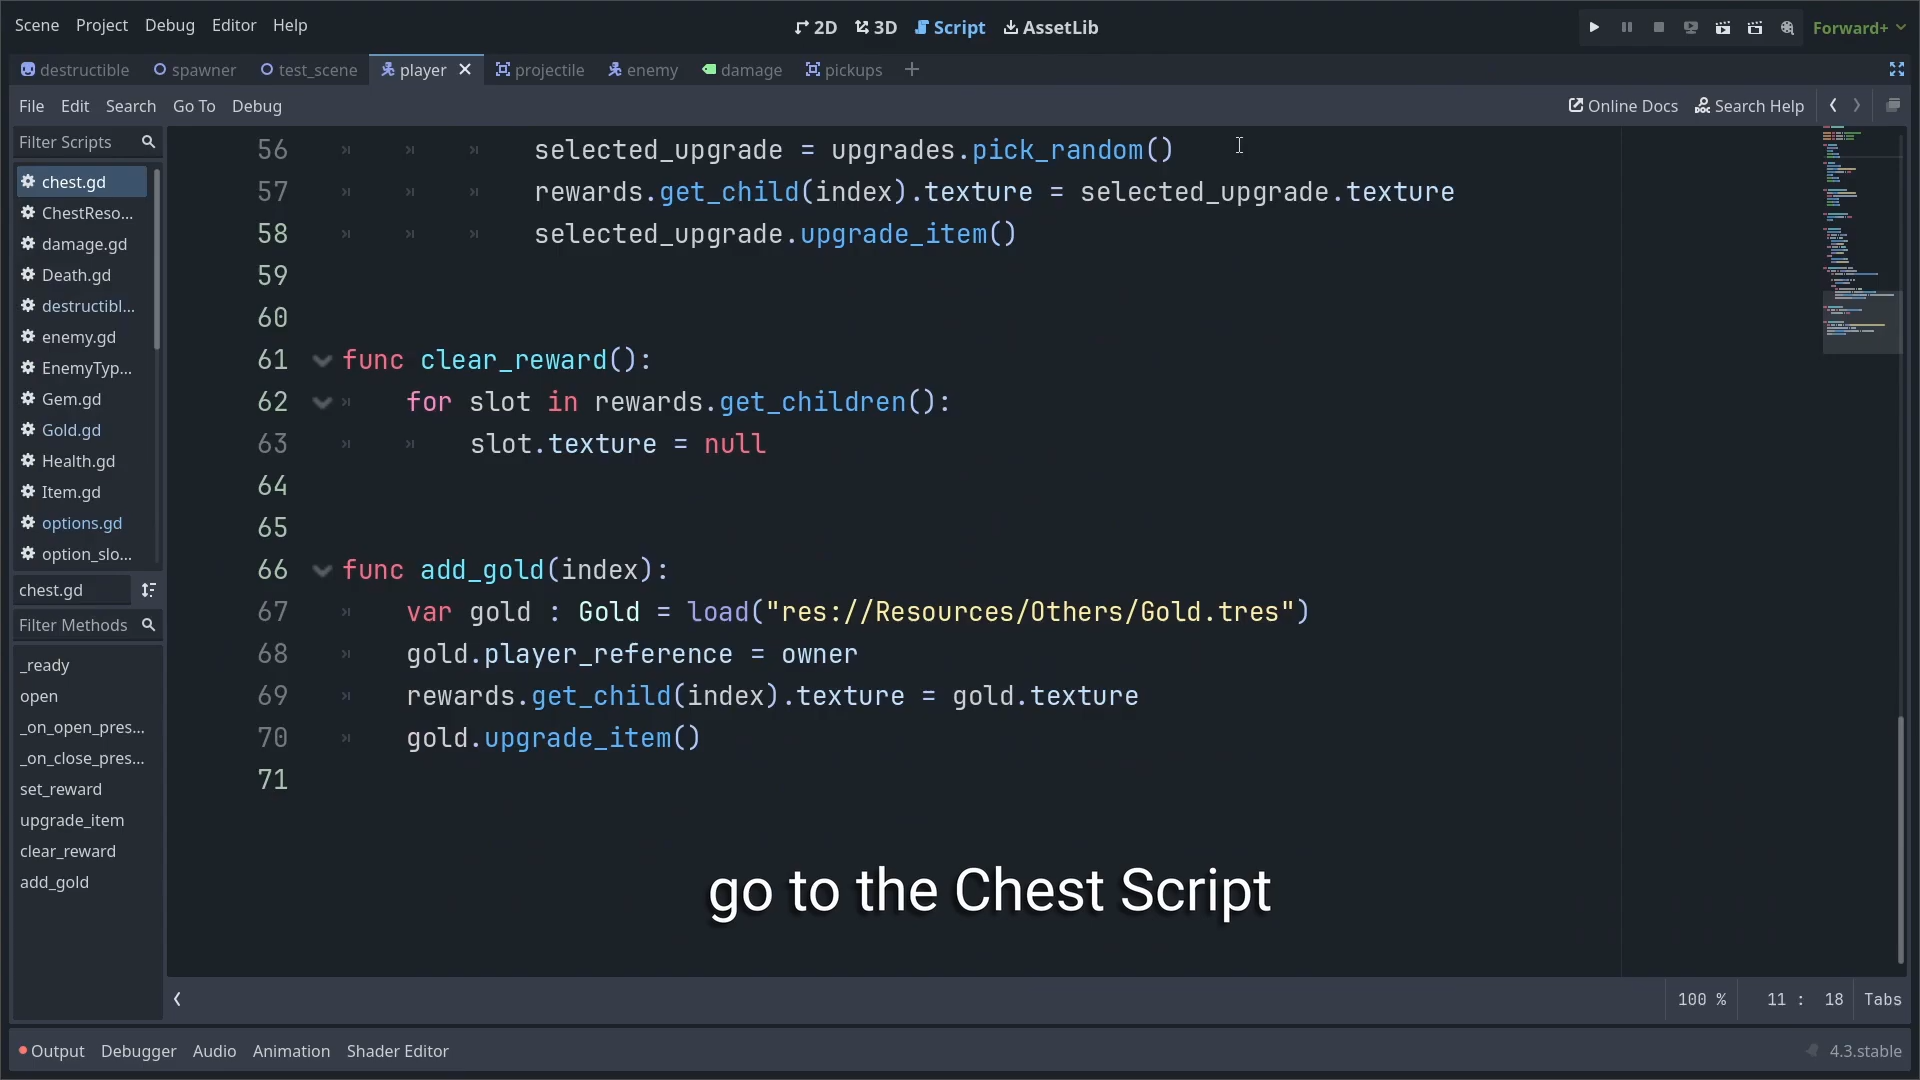 Scene Project Debug Editor Help
2D 3D Script AssetLib
Forward+
destructible spawner test_scene player projectile enemy damage pickups
File Edit Search Go To Debug
Online Docs Search Help
Filter Scripts
chest.gd
ChestReso...
damage.gd
Death.gd
destructibl...
enemy.gd
EnemyTyp...
Gem.gd
Gold.gd
Health.gd
Item.gd
options.gd
option_slo...
chest.gd
Filter Methods
_ready
open
_on_open_pres...
_on_close_pres...
set_reward
upgrade_item
clear_reward
add_gold
56 selected_upgrade = upgrades.pick_random()
57 rewards.get_child(index).texture = selected_upgrade.texture
58 selected_upgrade.upgrade_item()
59
60
61 func clear_reward():
62 for slot in rewards.get_children():
63 slot.texture = null
64
65
66 func add_gold(index):
67 var gold : Gold = load("res://Resources/Others/Gold.tres")
68 gold.player_reference = owner
69 rewards.get_child(index).texture = gold.texture
70 gold.upgrade_item()
71
go to the Chest Script
100 % 11 : 18 Tabs
Output Debugger Audio Animation Shader Editor
4.3.stable